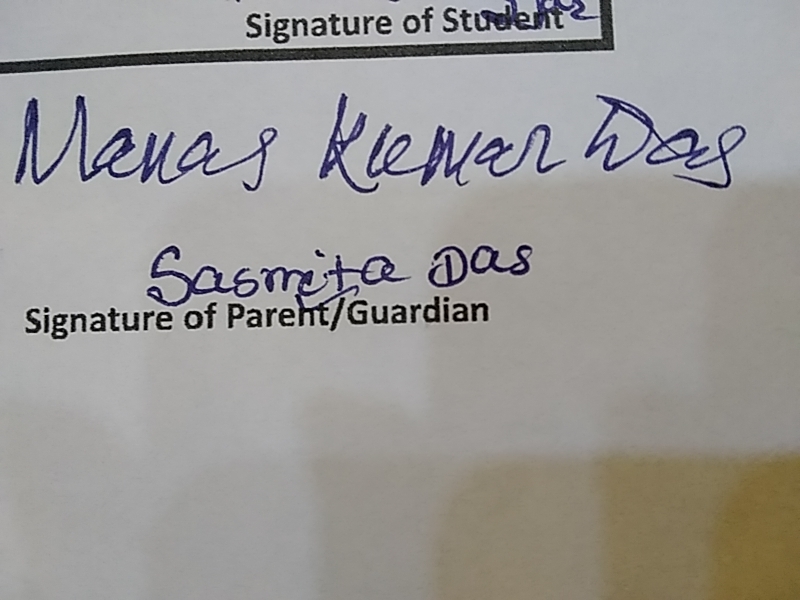 Signature of Student
Manas Kumar Das
Sasmita Das
Signature of Parent/Guardian